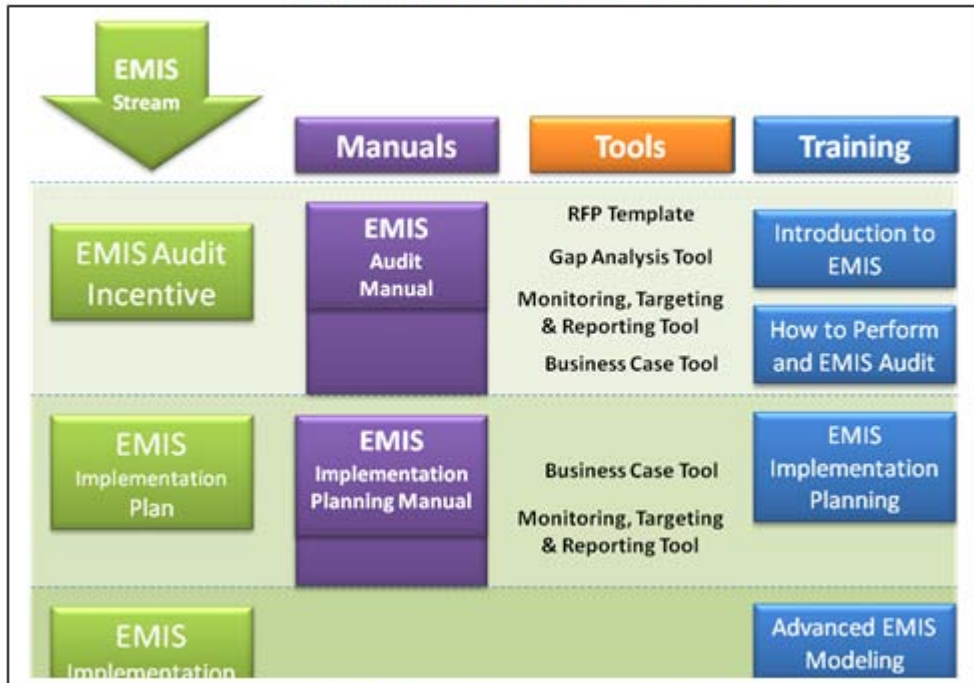 EMIS
Stream
Manuals
Tools
Training
EMIS Audit
Incentive
EMIS
Audit
Manual
RFP Template
Gap Analysis Tool
Monitoring, Targeting
& Reporting Tool
Business Case Tool
Introduction to
EMIS
How to Perform
and EMIS Audit
EMIS
Implementation
Plan
EMIS
Implementation
Planning Manual
Business Case Tool
Monitoring, Targeting
& Reporting Tool
EMIS
Implementation
Planning
EMIS
Implementation
Advanced EMIS
Modeling